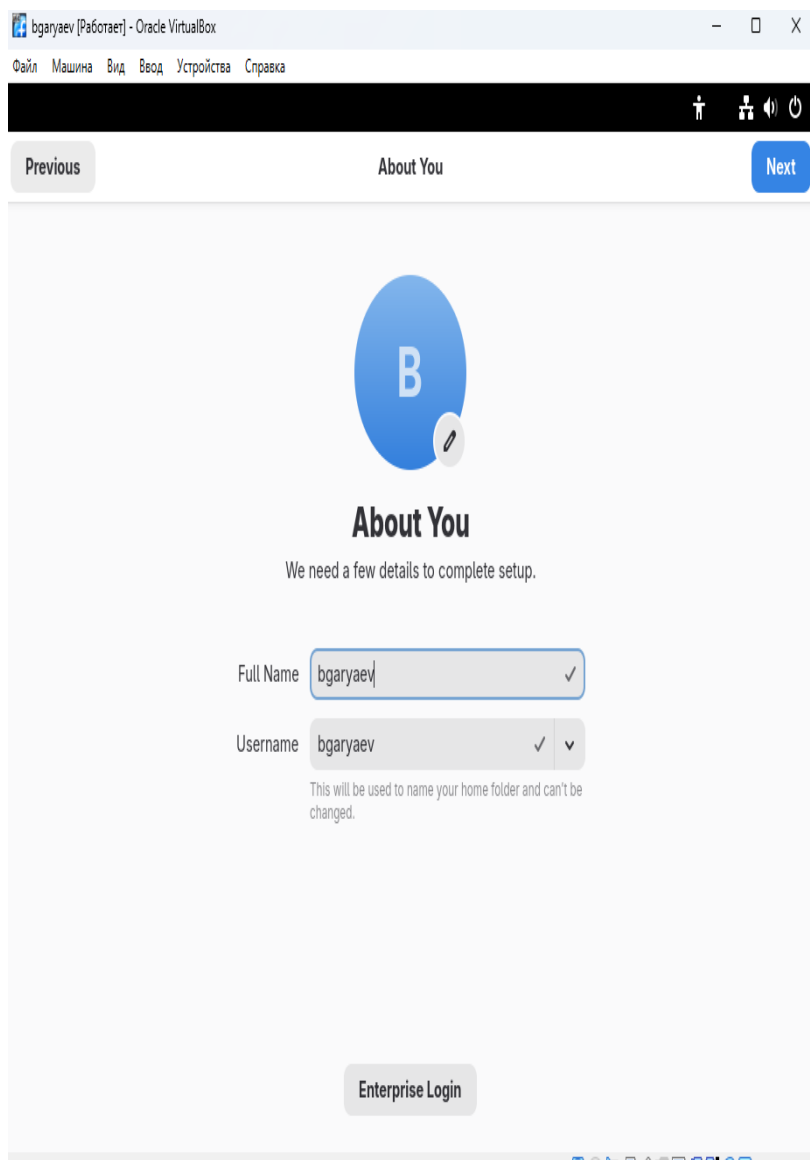 bgaryaev [Работает] - Oracle VirtualBox
Файл Машина Вид Ввод Устройства Справка
Previous About You Next
B
About You
We need a few details to complete setup.
Full Name bgaryaev
Username bgaryaev
This will be used to name your home folder and can't be
changed.
Enterprise Login